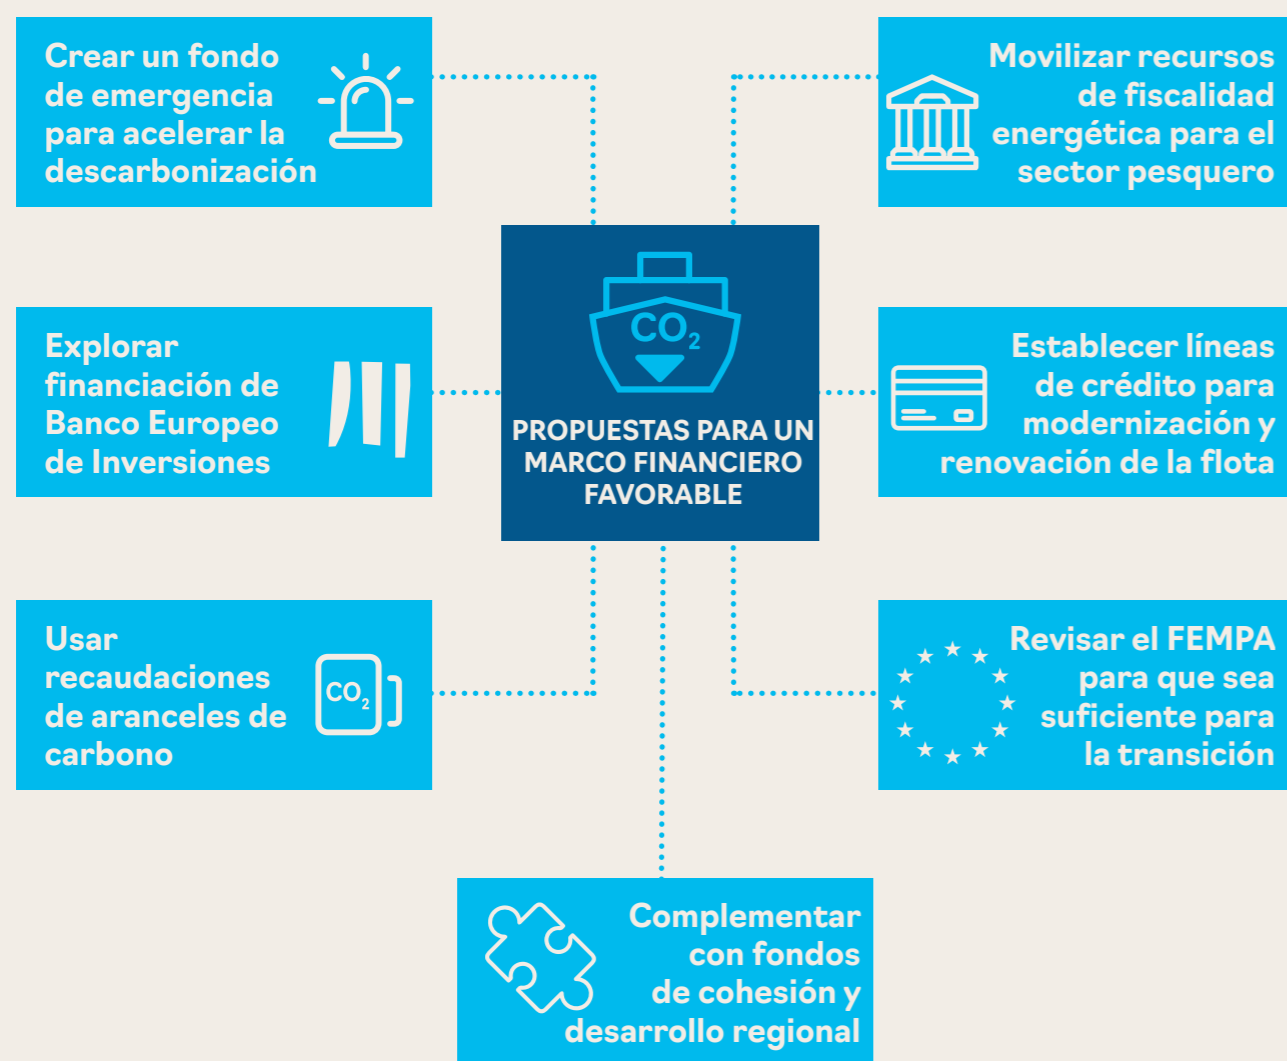 Crear un fondo
de emergencia
para acelerar la
descarbonización
Movilizar recursos
de fiscalidad
energética para el
sector pesquero
CO₂
PROPUESTAS PARA UN
MARCO FINANCIERO
FAVORABLE
Explorar
financiación de
Banco Europeo
de Inversiones
Establecer líneas
de crédito para
modernización y
renovación de la flota
Usar
recaudaciones
de aranceles de
carbono
CO₂
Revisar el FEMPA
para que sea
suficiente para
la transición
Complementar
con fondos
de cohesión y
desarrollo regional